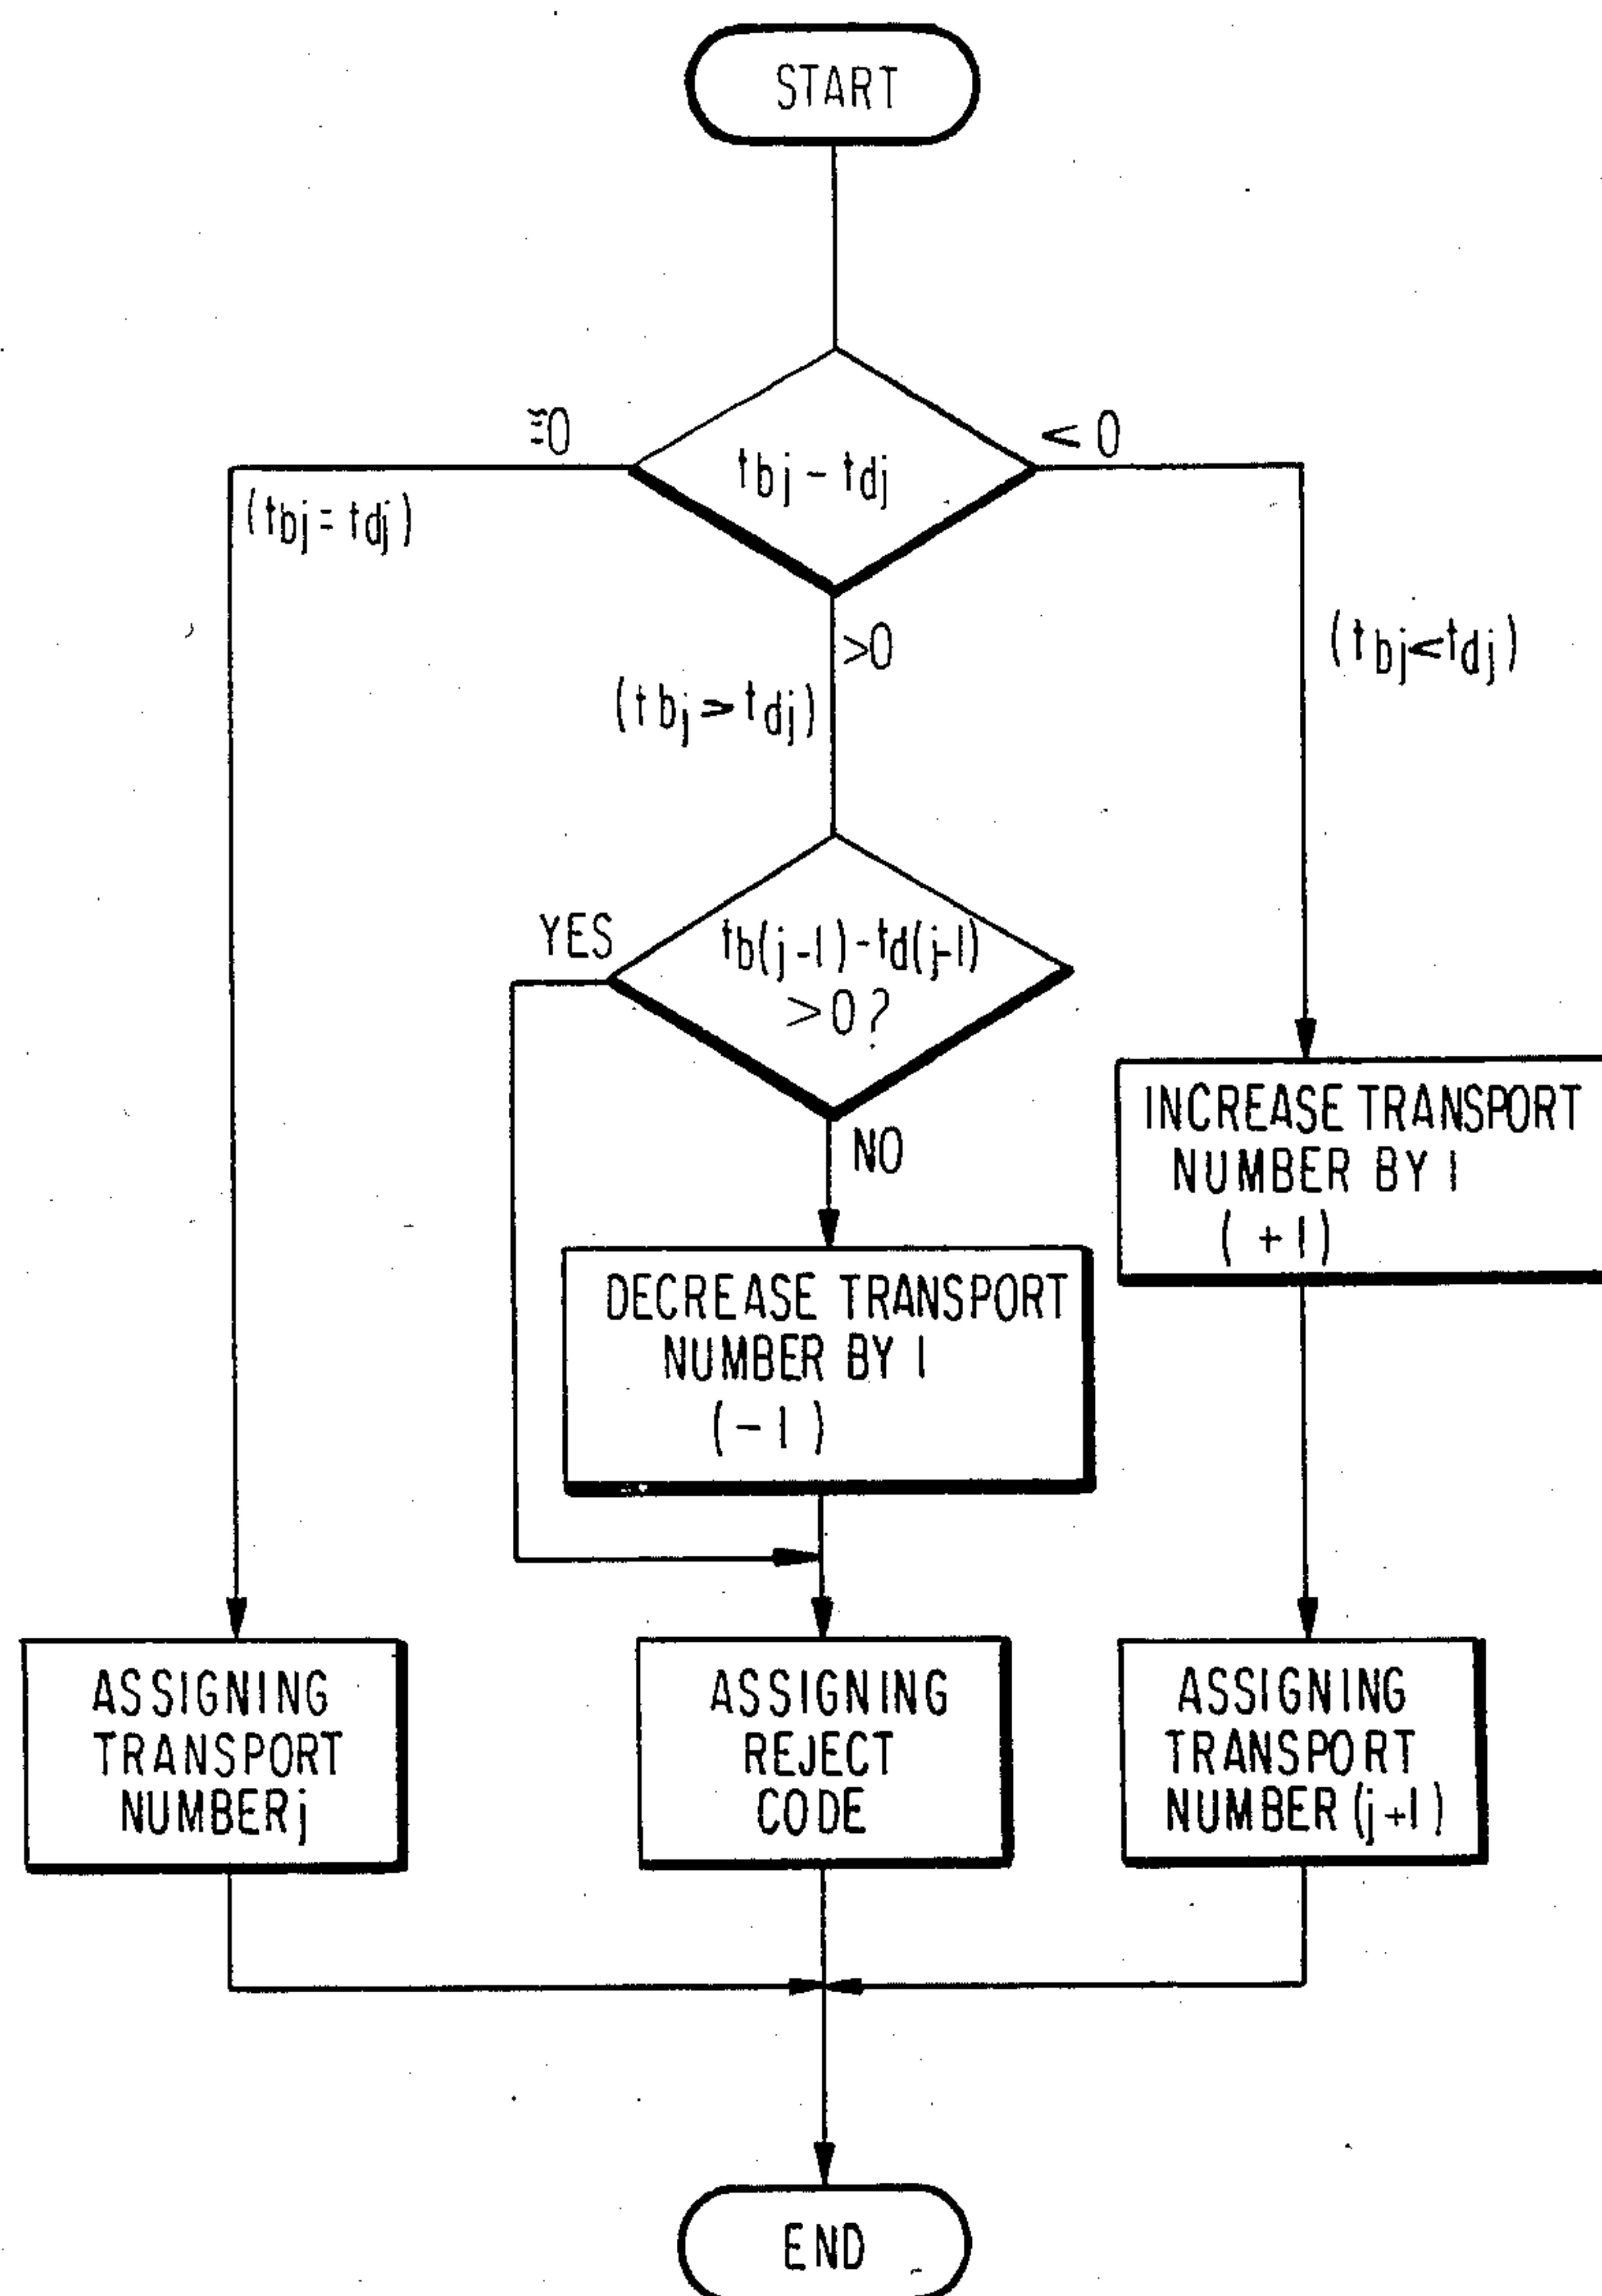 START
≅0
< 0
tbj - tdj
(tbj = tdj)
>0
(tbj<tdj)
(tbj > tdj)
YES
tb(j-1)-td(j-1)
>0?
NO
INCREASE TRANSPORT
NUMBER BY 1
(+1)
DECREASE TRANSPORT
NUMBER BY 1
(-1)
ASSIGNING
TRANSPORT
NUMBER j
ASSIGNING
REJECT
CODE
ASSIGNING
TRANSPORT
NUMBER (j+1)
END